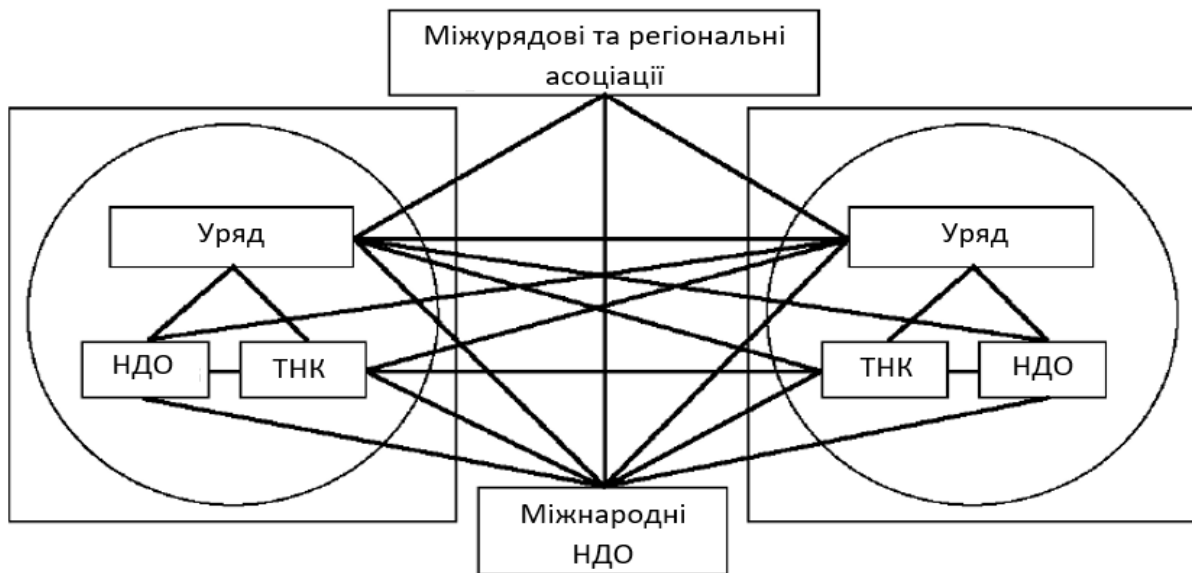 Міжурядові та регіональні
асоціації
Уряд
Уряд
НДО
ТНК
ТНК
НДО
Міжнародні
НДО